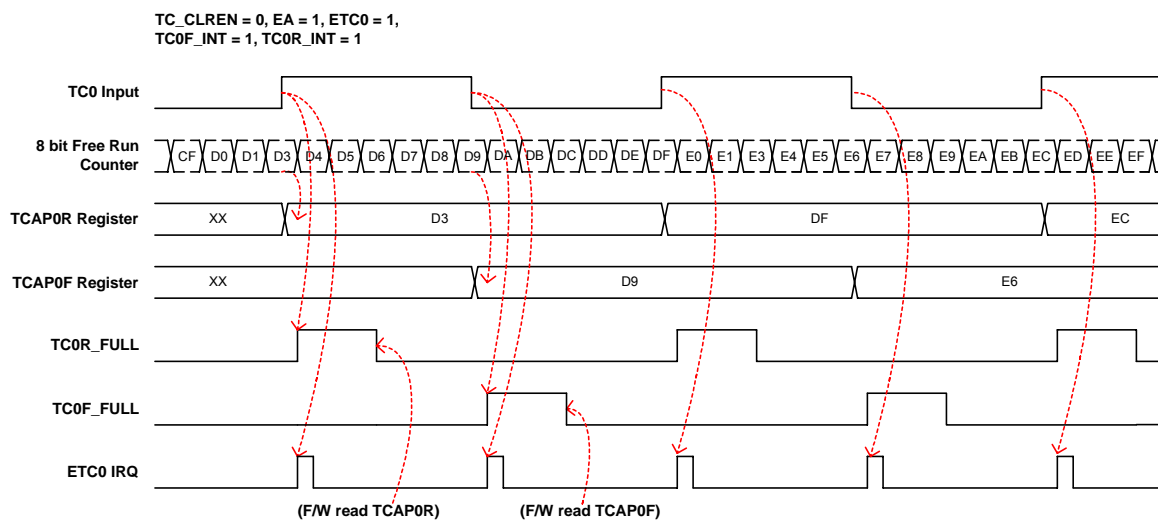 TC_CLREN = 0, EA = 1, ETC0 = 1,
TC0F_INT = 1, TC0R_INT = 1
TC0 Input
8 bit Free Run
Counter
CF D0 D1 D3 D4 D5 D6 D7 D8 D9 DA DB DC DD DE DF E0 E1 E3 E4 E5 E6 E7 E8 E9 EA EB EC ED EE EF
TCAP0R Register XX D3 DF EC
TCAP0F Register XX D9 E6
TC0R_FULL
TC0F_FULL
ETC0 IRQ
(F/W read TCAP0R) (F/W read TCAP0F)